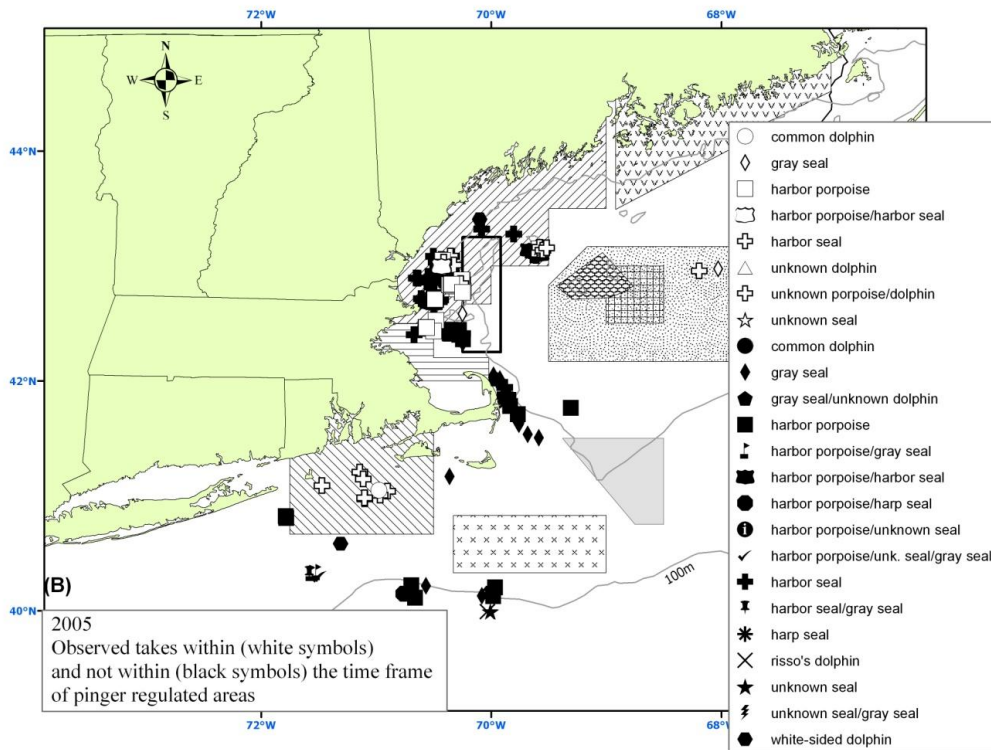 72°W 70°W 68°W
N
W E
S
44°N
42°N
40°N
common dolphin
gray seal
harbor porpoise
harbor porpoise/harbor seal
harbor seal
unknown dolphin
unknown porpoise/dolphin
unknown seal
common dolphin
gray seal
gray seal/unknown dolphin
harbor porpoise
harbor porpoise/gray seal
harbor porpoise/harbor seal
harbor porpoise/harp seal
harbor porpoise/unknown seal
harbor porpoise/unk. seal/gray seal
harbor seal
harbor seal/gray seal
harp seal
risso's dolphin
unknown seal
unknown seal/gray seal
white-sided dolphin
100m
(B)
2005
Observed takes within (white symbols)
and not within (black symbols) the time frame
of pinger regulated areas
72°W 70°W 68°W